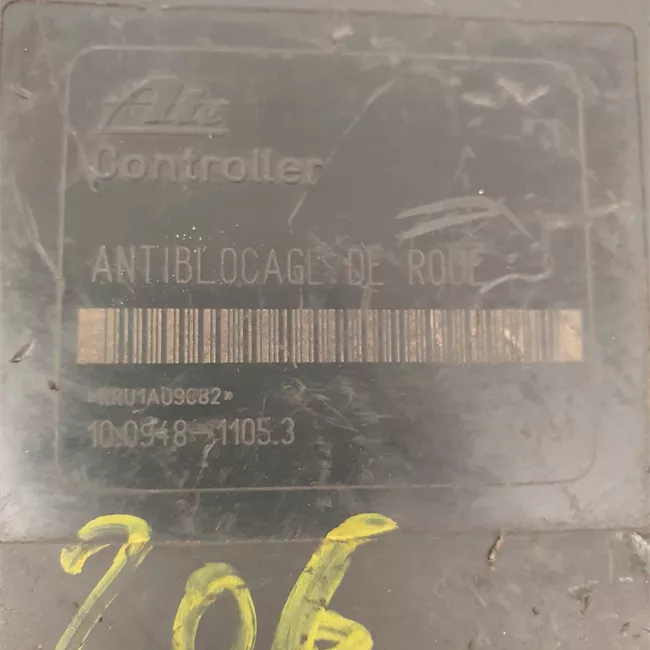 Ate
Controller
ANTIBLOCAGE DE ROUE
10.0948-1105.3
206